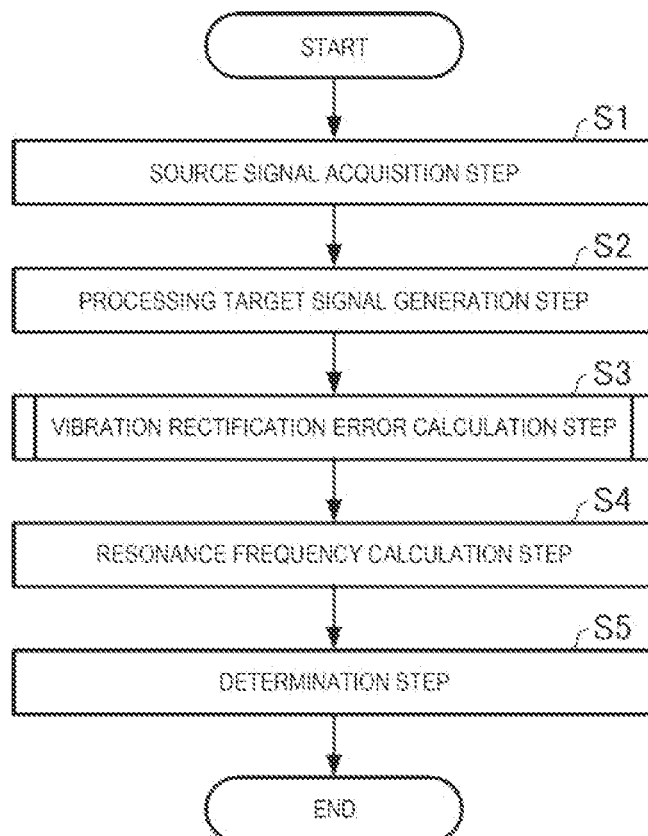 START
S1
SOURCE SIGNAL ACQUISITION STEP
S2
PROCESSING TARGET SIGNAL GENERATION STEP
S3
VIBRATION RECTIFICATION ERROR CALCULATION STEP
S4
RESONANCE FREQUENCY CALCULATION STEP
S5
DETERMINATION STEP
END